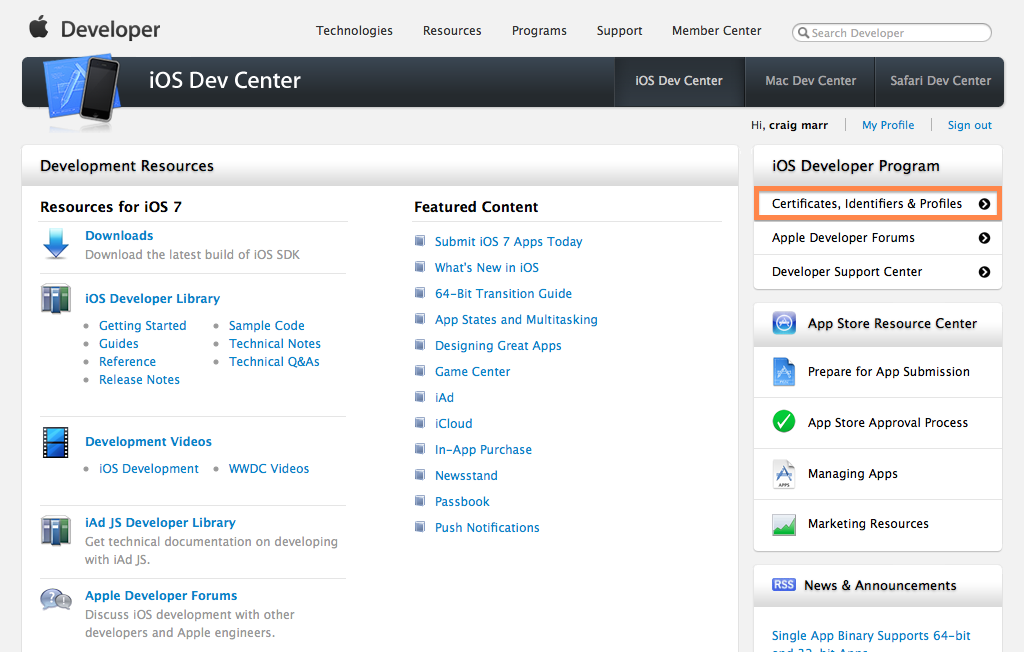 Developer
Technologies
Resources
Programs
Support
Member Center
Search Developer
iOS Dev Center
iOS Dev Center
Mac Dev Center
Safari Dev Center
Hi, craig marr
My Profile
Sign out
Development Resources
Resources for iOS 7
Downloads
Download the latest build of iOS SDK
iOS Developer Library
Getting Started
Guides
Reference
Release Notes
Sample Code
Technical Notes
Technical Q&As
Development Videos
iOS Development
WWDC Videos
iAd JS Developer Library
Get technical documentation on developing
with iAd JS.
Apple Developer Forums
Discuss iOS development with other
developers and Apple engineers.
Featured Content
Submit iOS 7 Apps Today
What's New in iOS
64-Bit Transition Guide
App States and Multitasking
Designing Great Apps
Game Center
iAd
iCloud
In-App Purchase
Newsstand
Passbook
Push Notifications
iOS Developer Program
Certificates, Identifiers & Profiles
Apple Developer Forums
Developer Support Center
App Store Resource Center
Prepare for App Submission
App Store Approval Process
APPS
Managing Apps
Marketing Resources
RSS
News & Announcements
Single App Binary Supports 64-bit
and 32-bit Apps